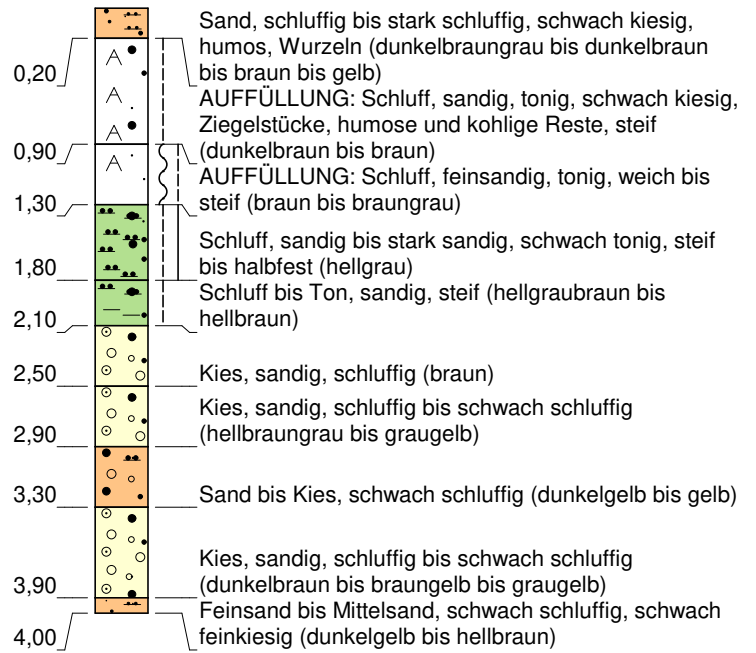 Sand, schluffig bis stark schluffig, schwach kiesig,
humos, Wurzeln (dunkelbraungrau bis dunkelbraun
bis braun bis gelb)
0,20
AUFFÜLLUNG: Schluff, sandig, tonig, schwach kiesig,
Ziegelstücke, humose und kohlige Reste, steif
(dunkelbraun bis braun)
0,90
AUFFÜLLUNG: Schluff, feinsandig, tonig, weich bis
steif (braun bis braungrau)
1,30
Schluff, sandig bis stark sandig, schwach tonig, steif
bis halbfest (hellgrau)
1,80
Schluff bis Ton, sandig, steif (hellgraubraun bis
hellbraun)
2,10
Kies, sandig, schluffig (braun)
2,50
Kies, sandig, schluffig bis schwach schluffig
(hellbraungrau bis graugelb)
2,90
Sand bis Kies, schwach schluffig (dunkelgelb bis gelb)
3,30
Kies, sandig, schluffig bis schwach schluffig
(dunkelbraun bis braungelb bis graugelb)
3,90
Feinsand bis Mittelsand, schwach schluffig, schwach
feinkiesig (dunkelgelb bis hellbraun)
4,00